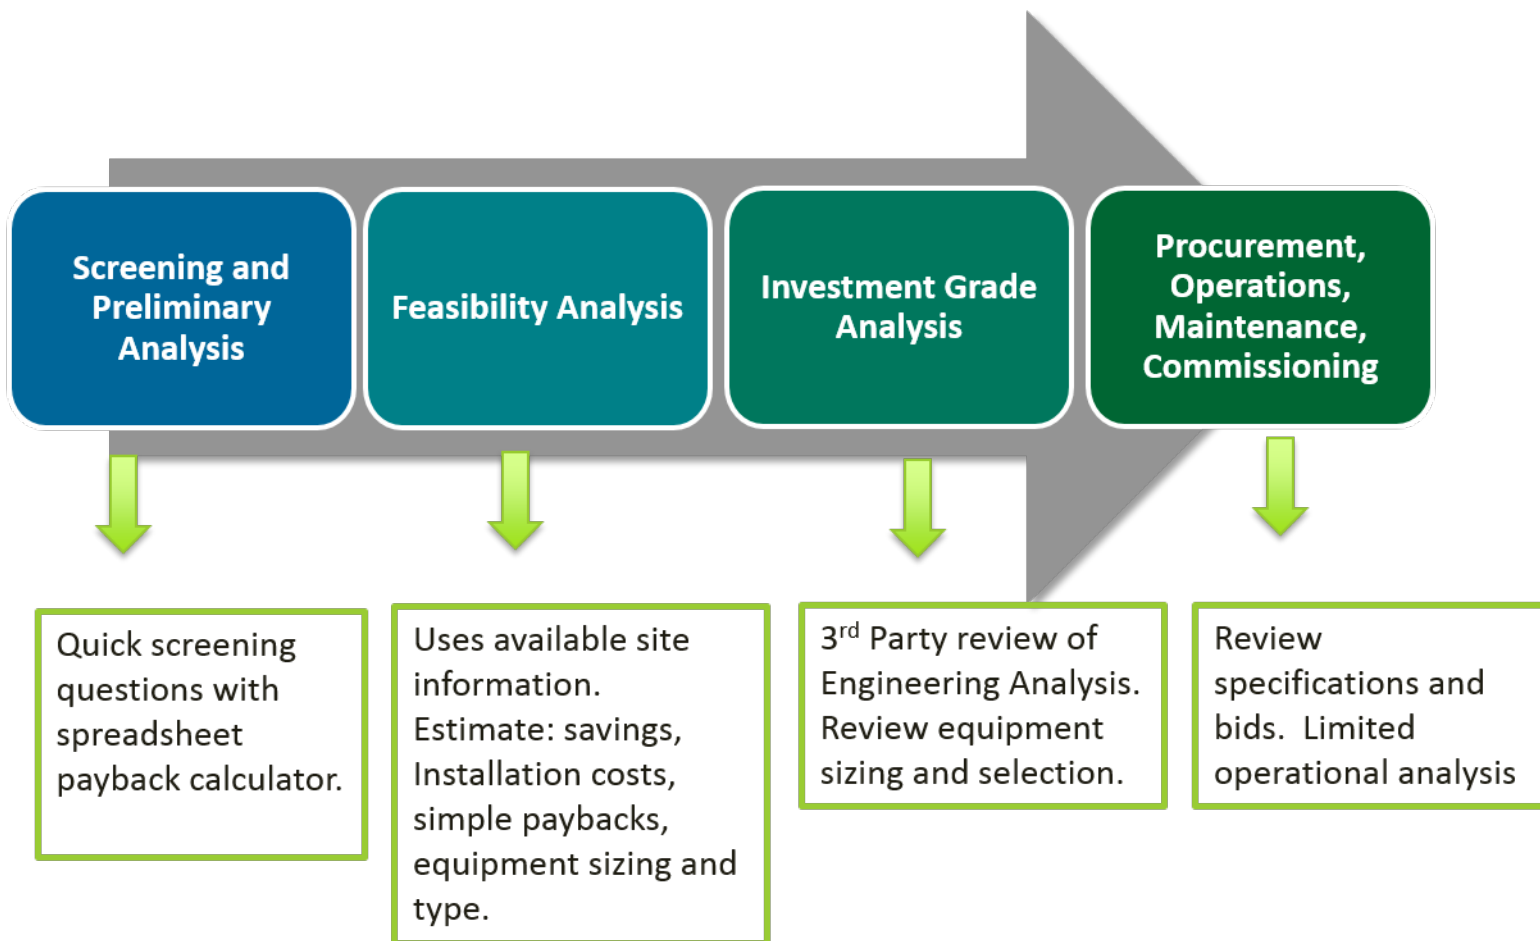 Screening and
Preliminary
Analysis
Feasibility Analysis
Investment Grade
Analysis
Procurement,
Operations,
Maintenance,
Commissioning
Quick screening
questions with
spreadsheet
payback calculator.
Uses available site
information.
Estimate: savings,
Installation costs,
simple paybacks,
equipment sizing and
type.
3rd Party review of
Engineering Analysis.
Review equipment
sizing and selection.
Review
specifications and
bids.  Limited
operational analysis